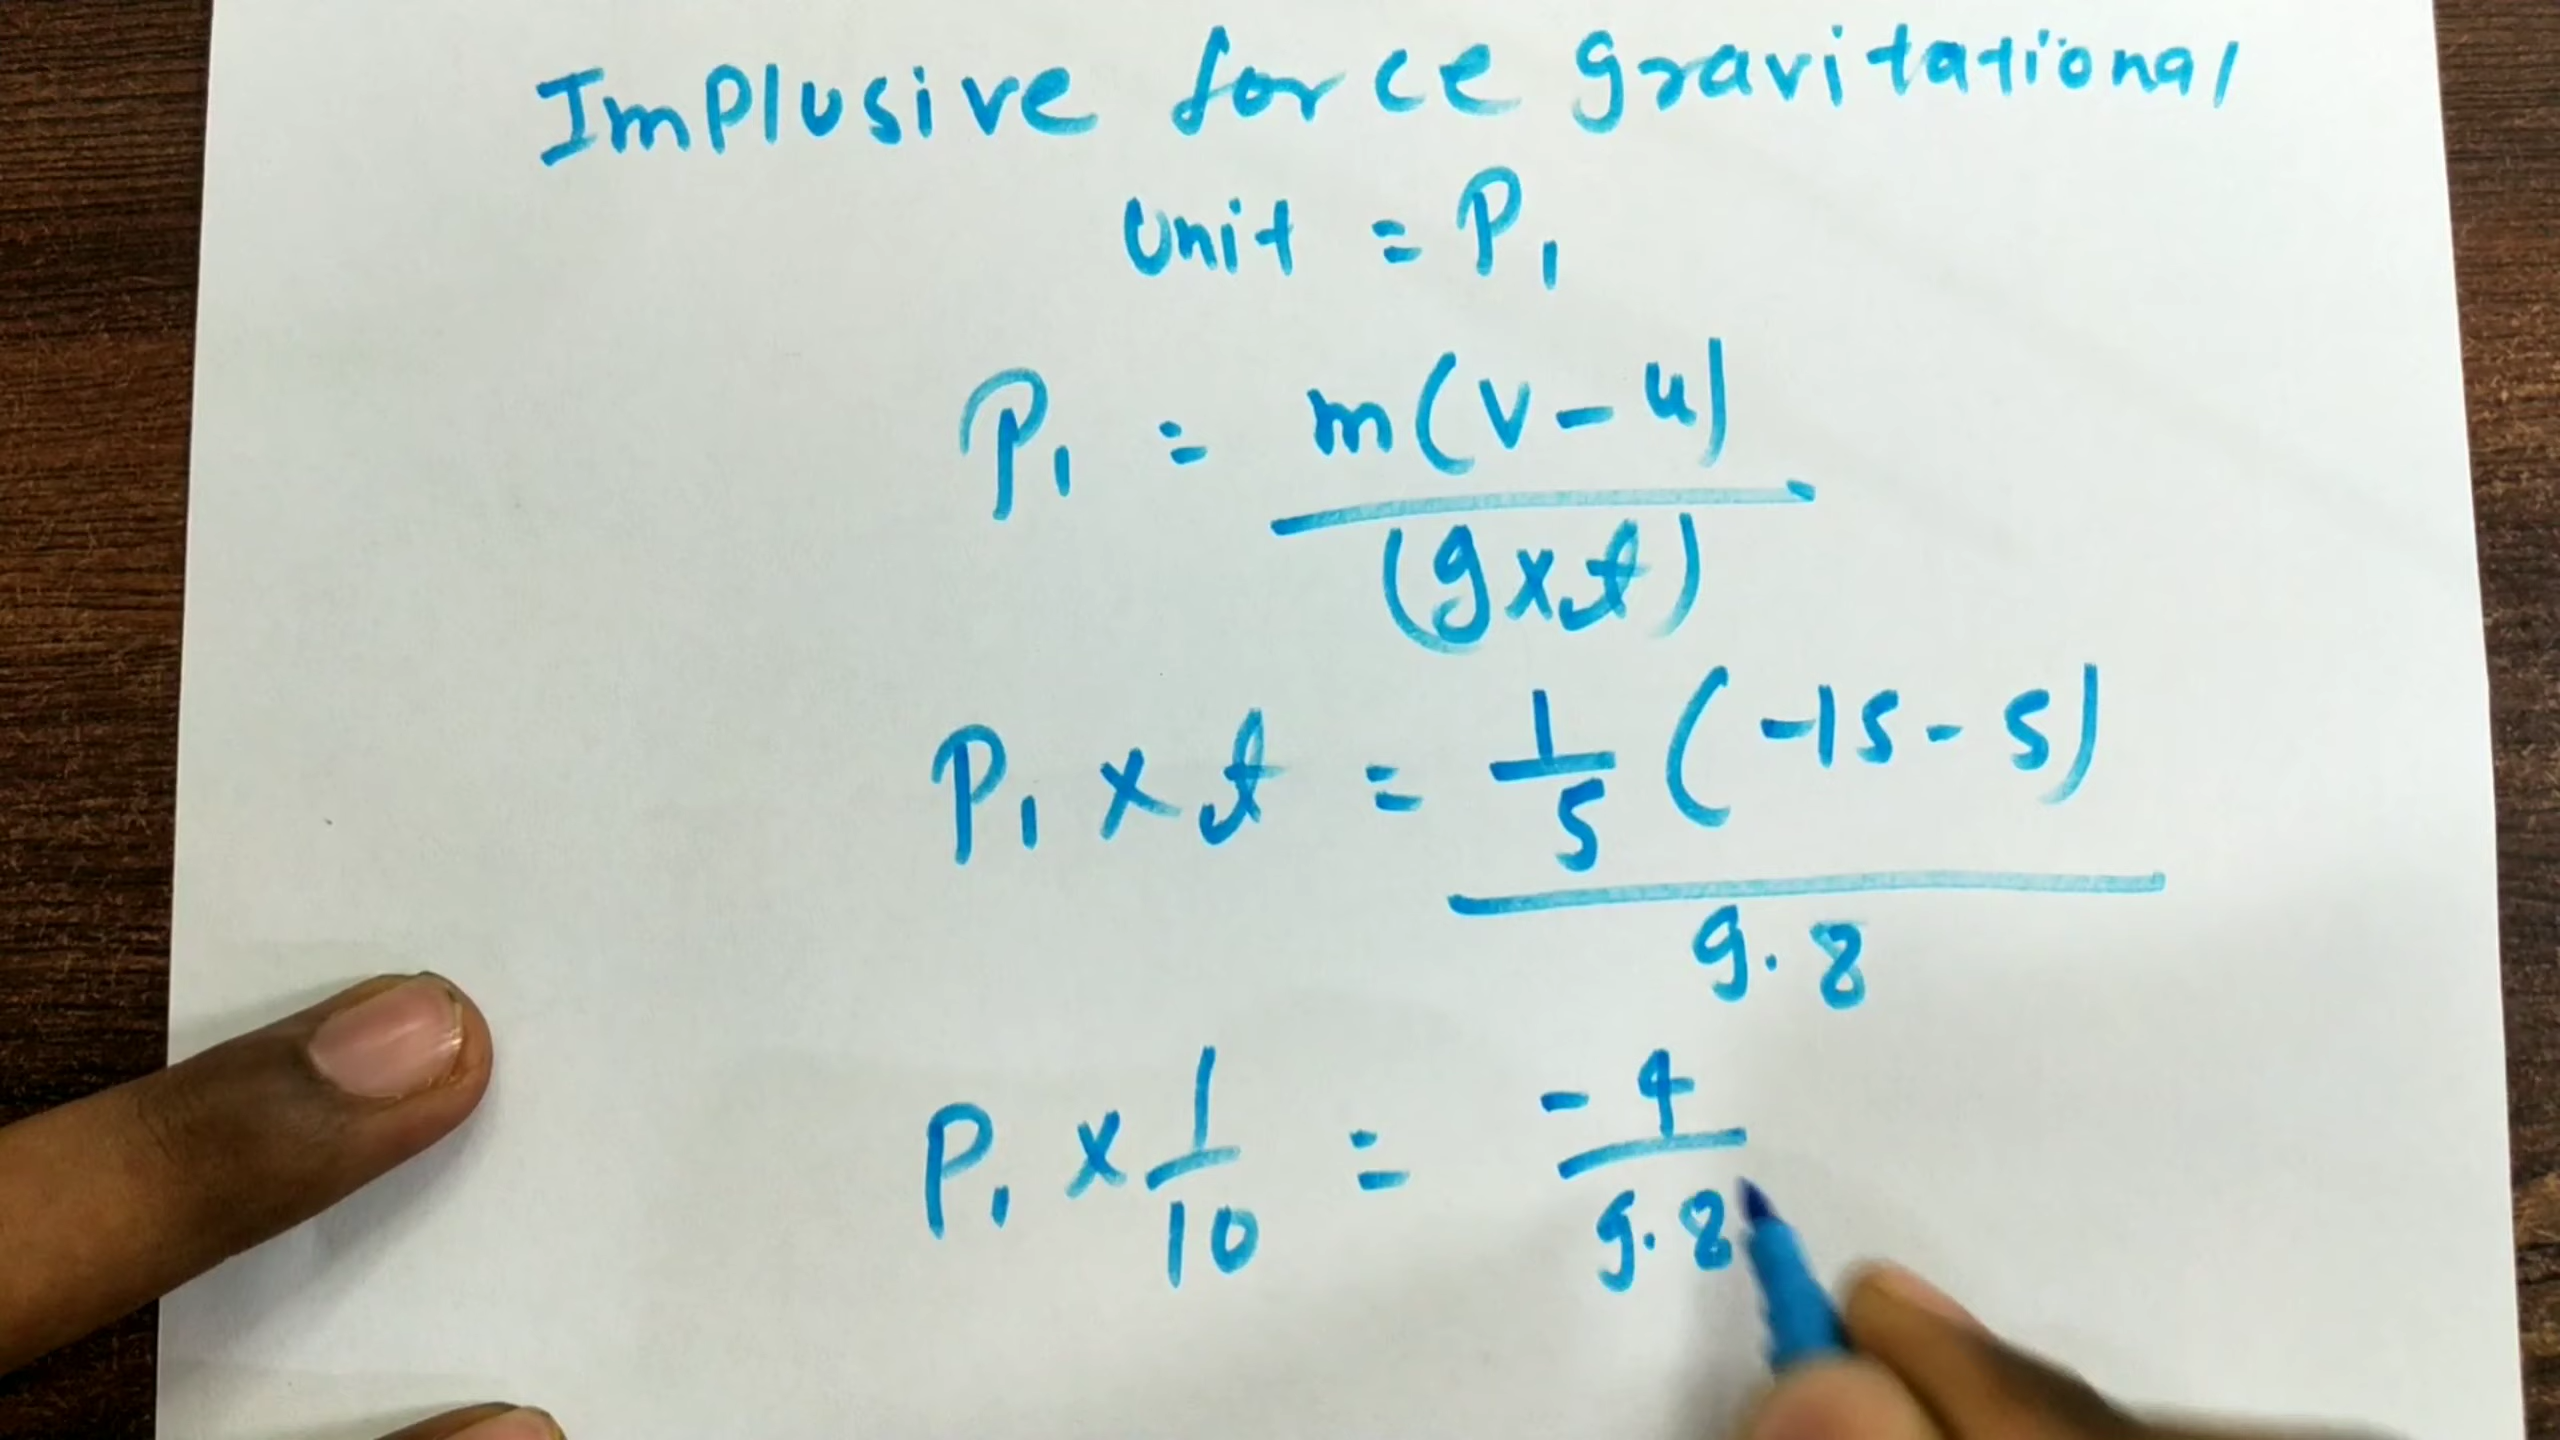 Implusive force gravitational
unit = P₁
P₁ = m(v-u) / (g×t)
P₁ × t = 1/5 (-15-5) / 9.8
P₁ × 1/10 = -4/9.8